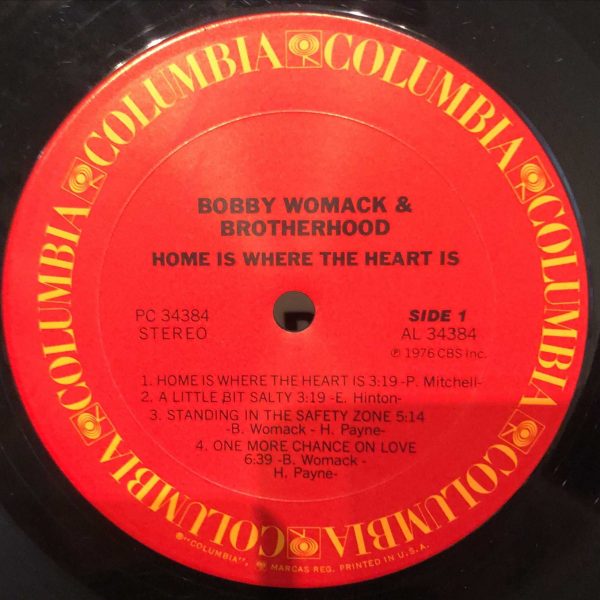 COLUMBIA COLUMBIA COLUMBIA COLUMBIA COLUMBIA COLUMBIA
BOBBY WOMACK &
BROTHERHOOD
HOME IS WHERE THE HEART IS
PC 34384
STEREO
SIDE 1
AL 34384
℗ 1976 CBS Inc.
1. HOME IS WHERE THE HEART IS 3:19 -P. Mitchell-
2. A LITTLE BIT SALTY 3:19 -E. Hinton-
3. STANDING IN THE SAFETY ZONE 5:14
-B. Womack - H. Payne-
4. ONE MORE CHANCE ON LOVE
6:39 -B. Womack -
H. Payne-
"COLUMBIA", MARCAS REG. PRINTED IN U.S.A.